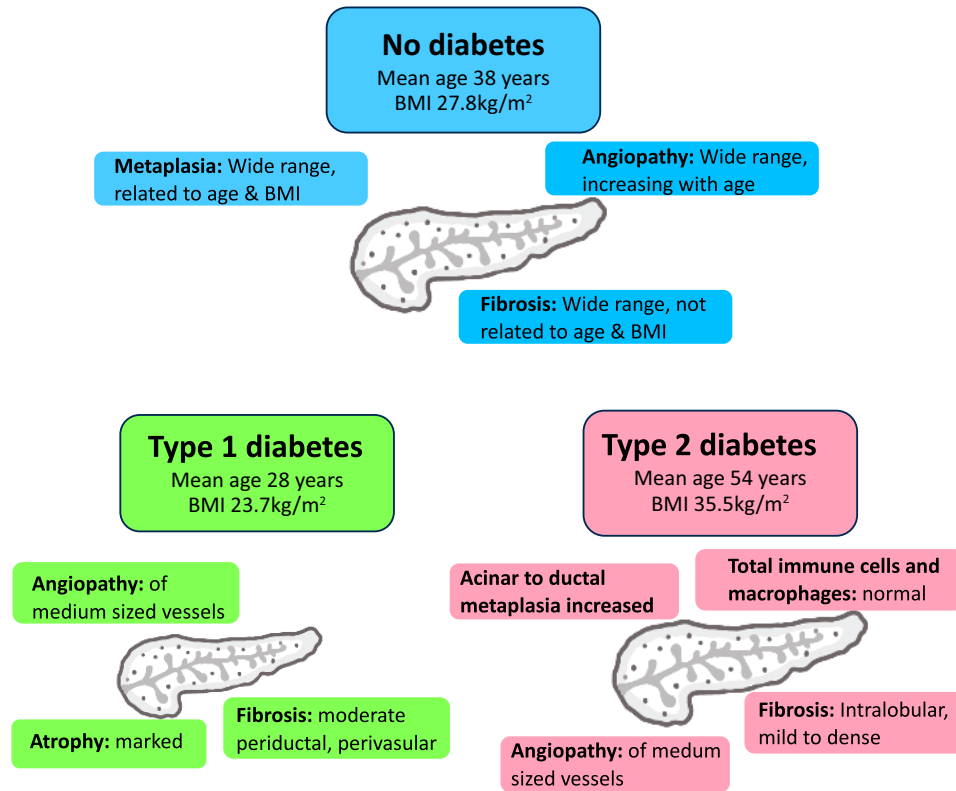 No diabetes
Mean age 38 years
BMI 27.8kg/m²
Metaplasia: Wide range,
related to age & BMI
Angiopathy: Wide range,
increasing with age
Fibrosis: Wide range, not
related to age & BMI
Type 1 diabetes
Mean age 28 years
BMI 23.7kg/m²
Type 2 diabetes
Mean age 54 years
BMI 35.5kg/m²
Angiopathy: of
medium sized vessels
Acinar to ductal
metaplasia increased
Total immune cells and
macrophages: normal
Atrophy: marked
Fibrosis: moderate
periductal, perivasular
Fibrosis: Intralobular,
mild to dense
Angiopathy: of medum
sized vessels